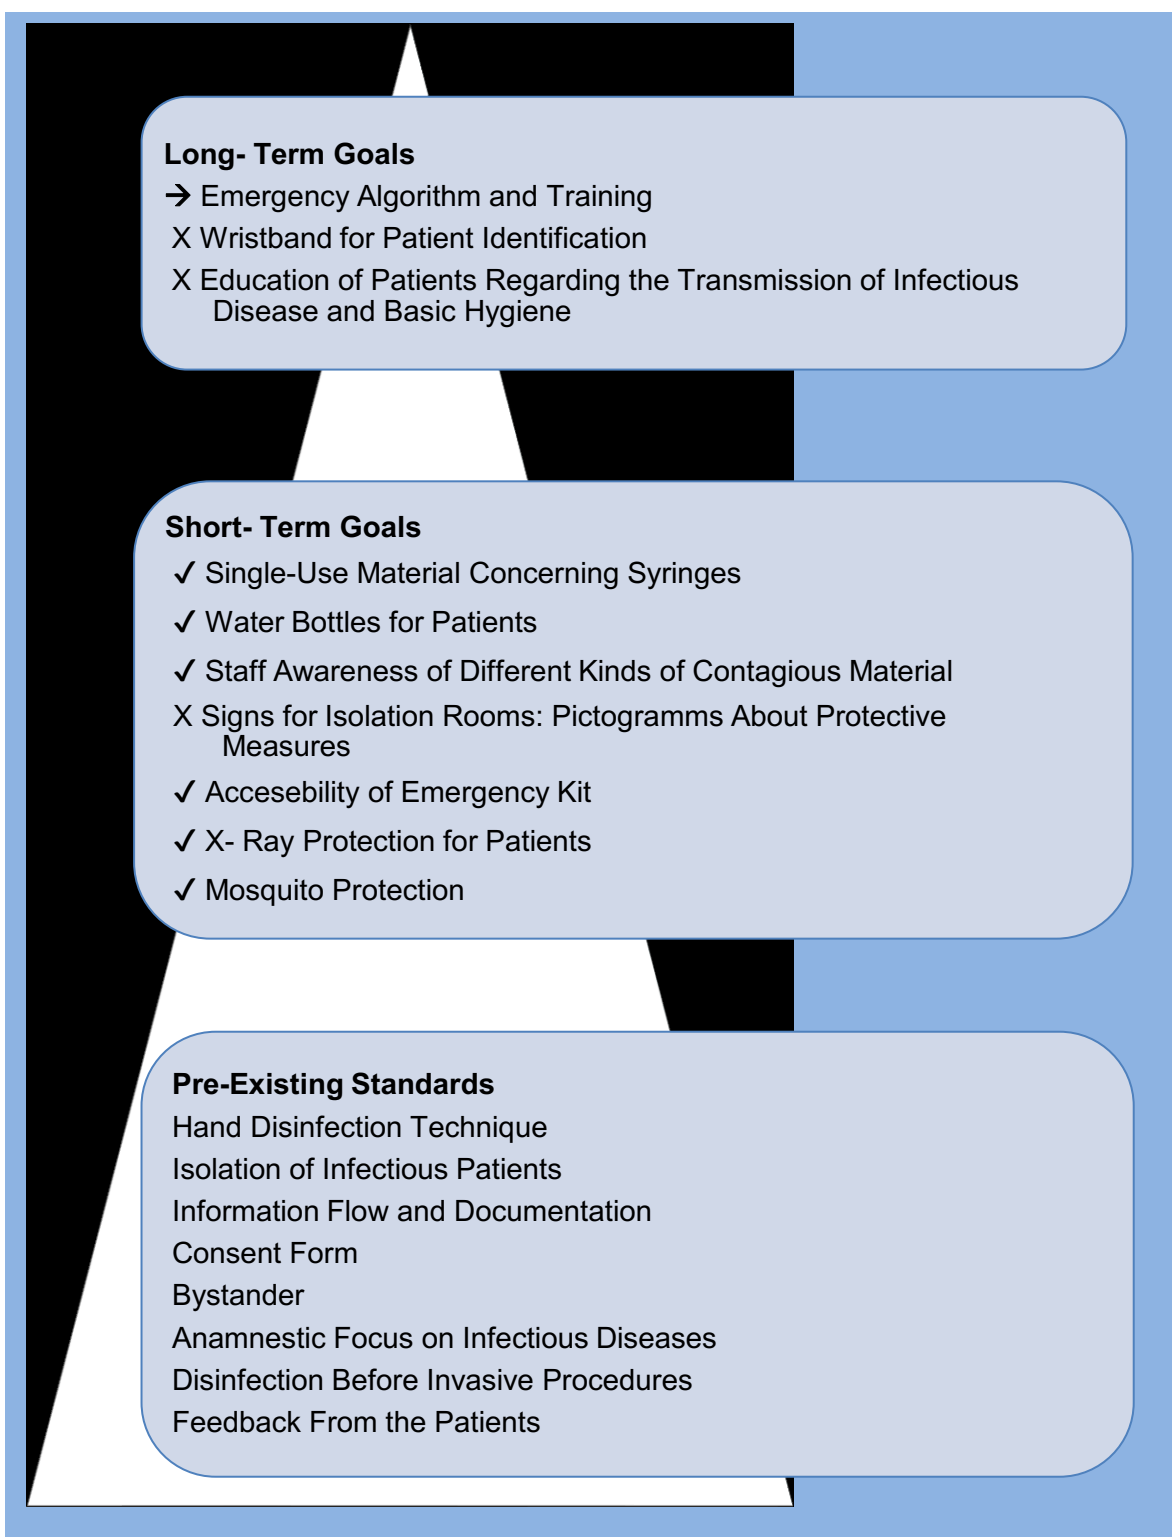 Long- Term Goals
→ Emergency Algorithm and Training
X Wristband for Patient Identification
X Education of Patients Regarding the Transmission of Infectious
Disease and Basic Hygiene
Short- Term Goals
✓ Single-Use Material Concerning Syringes
✓ Water Bottles for Patients
✓ Staff Awareness of Different Kinds of Contagious Material
X Signs for Isolation Rooms: Pictogramms About Protective
Measures
✓ Accesebility of Emergency Kit
✓ X- Ray Protection for Patients
✓ Mosquito Protection
Pre-Existing Standards
Hand Disinfection Technique
Isolation of Infectious Patients
Information Flow and Documentation
Consent Form
Bystander
Anamnestic Focus on Infectious Diseases
Disinfection Before Invasive Procedures
Feedback From the Patients